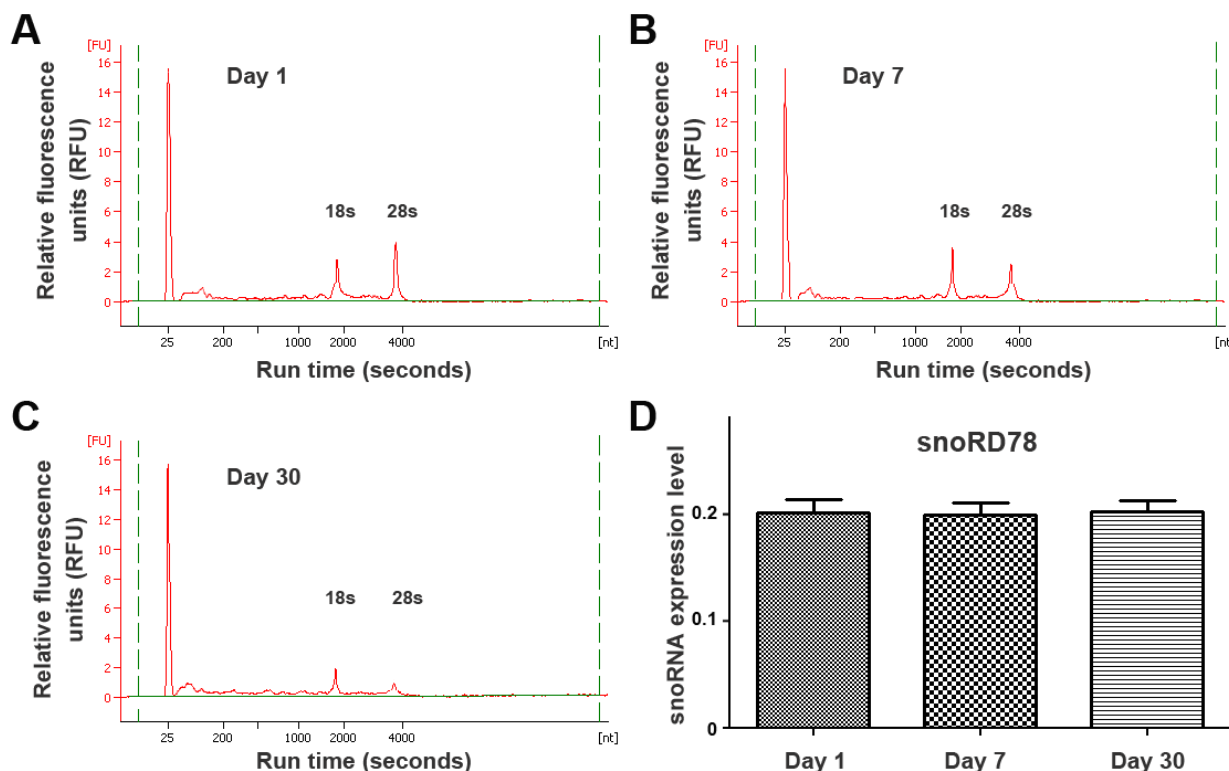 A
[FU]
16
14
12
10
8
6
4
2
0
Relative fluorescence
units (RFU)
Day 1
18s 28s
25 200 1000 2000 4000 [nt]
Run time (seconds)
B
[FU]
16
14
12
10
8
6
4
2
0
Relative fluorescence
units (RFU)
Day 7
18s 28s
25 200 1000 2000 4000 [nt]
Run time (seconds)
C
[FU]
16
14
12
10
8
6
4
2
0
Relative fluorescence
units (RFU)
Day 30
18s 28s
25 200 1000 2000 4000 [nt]
Run time (seconds)
D
snoRD78
snoRNA expression level
0.2
0.1
0
Day 1 Day 7 Day 30